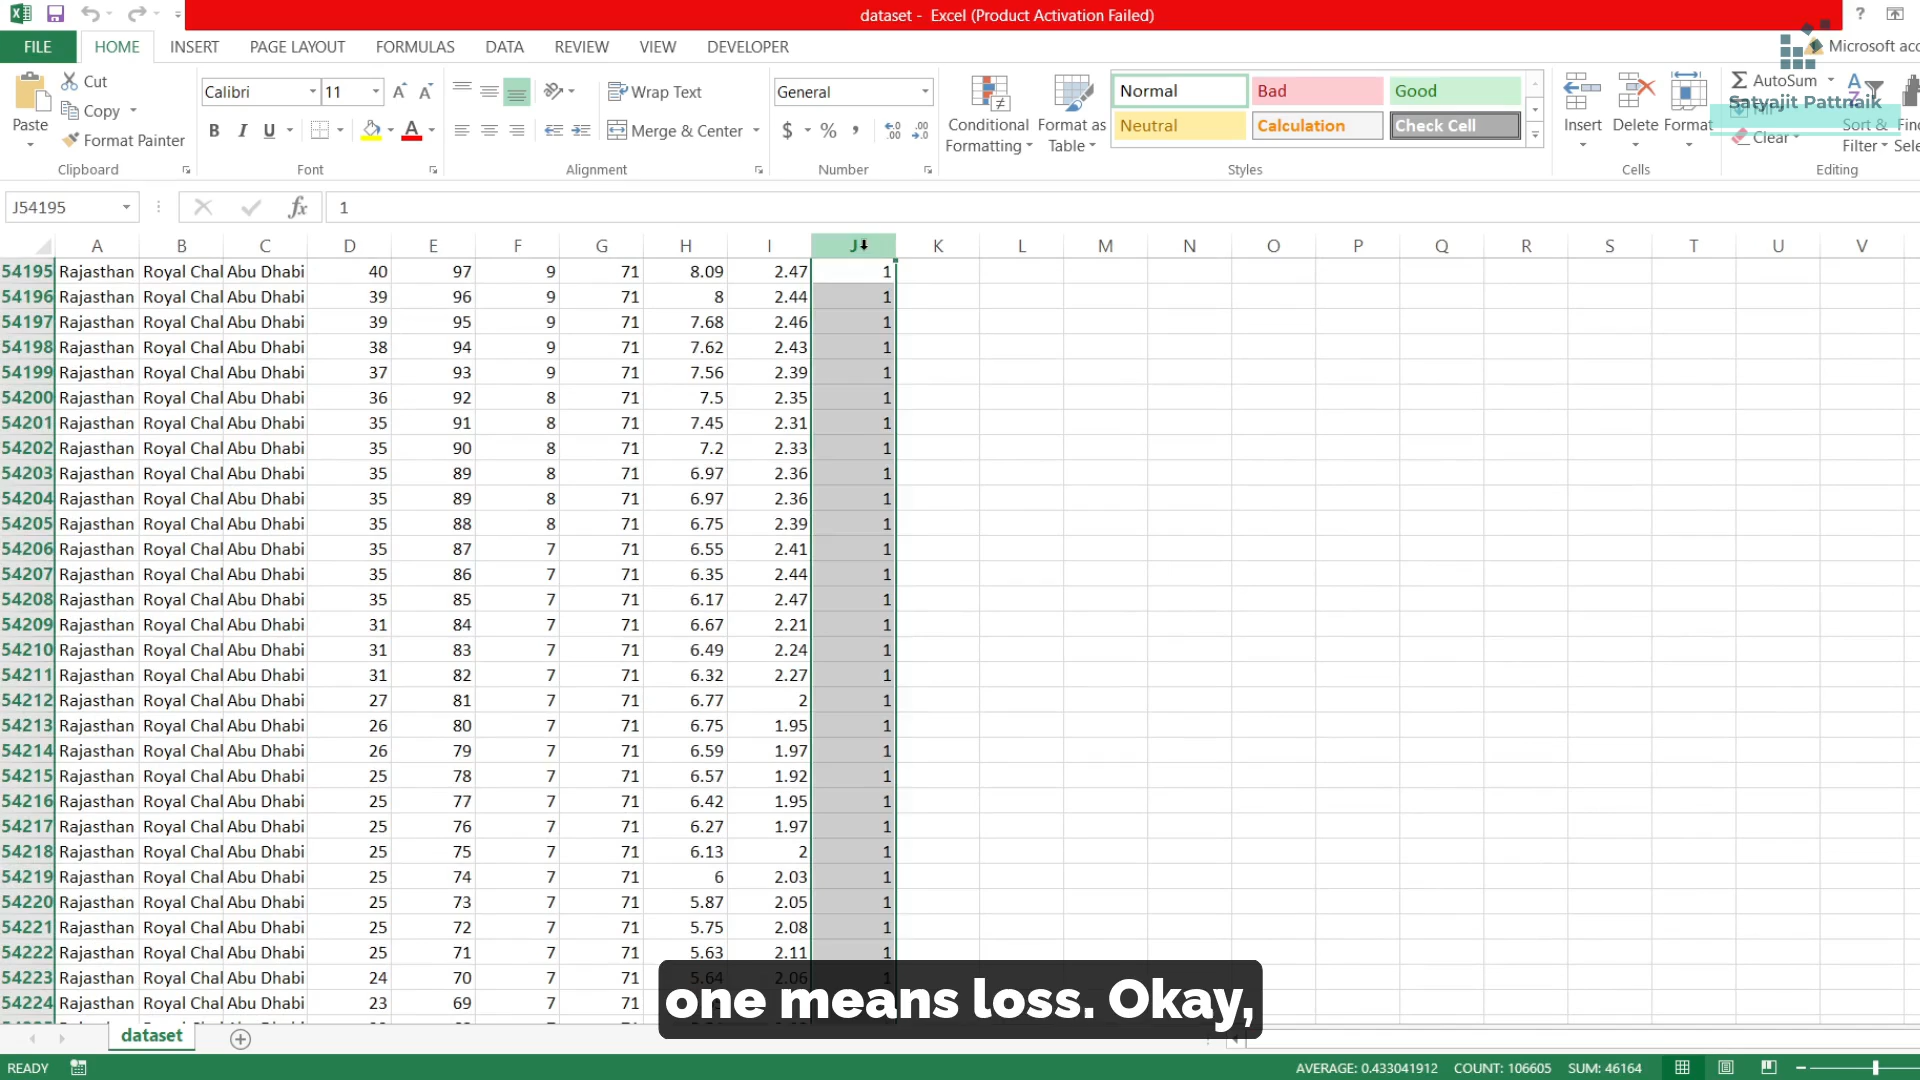 dataset - Excel (Product Activation Failed)
FILE HOME INSERT PAGE LAYOUT FORMULAS DATA REVIEW VIEW DEVELOPER Microsoft acc
Paste Cut Copy Format Painter Clipboard
Calibri 11 B I U Font
Wrap Text Merge & Center Alignment
General $ % , Number
Conditional Formatting Format as Table
Normal Bad Good Neutral Calculation Check Cell Styles
Insert Delete Format Cells
AutoSum Fill Clear Sort & Filter Editing
Satyajit Pattnaik
J54195 fx 1
A B C D E F G H I J K L M N O P Q R S T U V
54195 Rajasthan Royal Chal Abu Dhabi 40 97 9 71 8.09 2.47 1
54196 Rajasthan Royal Chal Abu Dhabi 39 96 9 71 8 2.44 1
54197 Rajasthan Royal Chal Abu Dhabi 39 95 9 71 7.68 2.46 1
54198 Rajasthan Royal Chal Abu Dhabi 38 94 9 71 7.62 2.43 1
54199 Rajasthan Royal Chal Abu Dhabi 37 93 9 71 7.56 2.39 1
54200 Rajasthan Royal Chal Abu Dhabi 36 92 8 71 7.5 2.35 1
54201 Rajasthan Royal Chal Abu Dhabi 35 91 8 71 7.45 2.31 1
54202 Rajasthan Royal Chal Abu Dhabi 35 90 8 71 7.2 2.33 1
54203 Rajasthan Royal Chal Abu Dhabi 35 89 8 71 6.97 2.36 1
54204 Rajasthan Royal Chal Abu Dhabi 35 89 8 71 6.97 2.36 1
54205 Rajasthan Royal Chal Abu Dhabi 35 88 8 71 6.75 2.39 1
54206 Rajasthan Royal Chal Abu Dhabi 35 87 7 71 6.55 2.41 1
54207 Rajasthan Royal Chal Abu Dhabi 35 86 7 71 6.35 2.44 1
54208 Rajasthan Royal Chal Abu Dhabi 35 85 7 71 6.17 2.47 1
54209 Rajasthan Royal Chal Abu Dhabi 31 84 7 71 6.67 2.21 1
54210 Rajasthan Royal Chal Abu Dhabi 31 83 7 71 6.49 2.24 1
54211 Rajasthan Royal Chal Abu Dhabi 31 82 7 71 6.32 2.27 1
54212 Rajasthan Royal Chal Abu Dhabi 27 81 7 71 6.77 2 1
54213 Rajasthan Royal Chal Abu Dhabi 26 80 7 71 6.75 1.95 1
54214 Rajasthan Royal Chal Abu Dhabi 26 79 7 71 6.59 1.97 1
54215 Rajasthan Royal Chal Abu Dhabi 25 78 7 71 6.57 1.92 1
54216 Rajasthan Royal Chal Abu Dhabi 25 77 7 71 6.42 1.95 1
54217 Rajasthan Royal Chal Abu Dhabi 25 76 7 71 6.27 1.97 1
54218 Rajasthan Royal Chal Abu Dhabi 25 75 7 71 6.13 2 1
54219 Rajasthan Royal Chal Abu Dhabi 25 74 7 71 6 2.03 1
54220 Rajasthan Royal Chal Abu Dhabi 25 73 7 71 5.87 2.05 1
54221 Rajasthan Royal Chal Abu Dhabi 25 72 7 71 5.75 2.08 1
54222 Rajasthan Royal Chal Abu Dhabi 25 71 7 71 5.63 2.11 1
54223 Rajasthan Royal Chal Abu Dhabi 24 70 7 71 5.64 2.06 1
54224 Rajasthan Royal Chal Abu Dhabi 23 69 7 71
one means loss. Okay,
dataset
READY AVERAGE: 0.433041912 COUNT: 106605 SUM: 46164